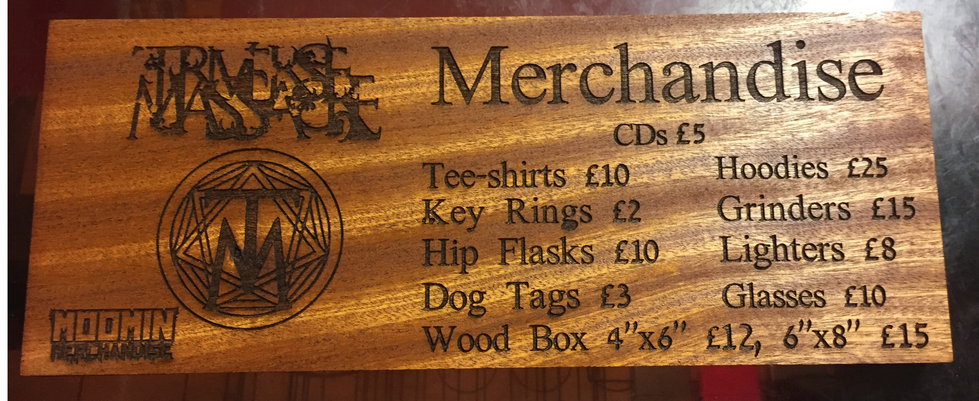 Merchandise
CDs £5
Tee-shirts £10
Hoodies £25
Key Rings £2
Grinders £15
Hip Flasks £10
Lighters £8
Dog Tags £3
Glasses £10
Wood Box 4"x6" £12, 6"x8" £15
TM
MOOMIN
MERCHANDISE